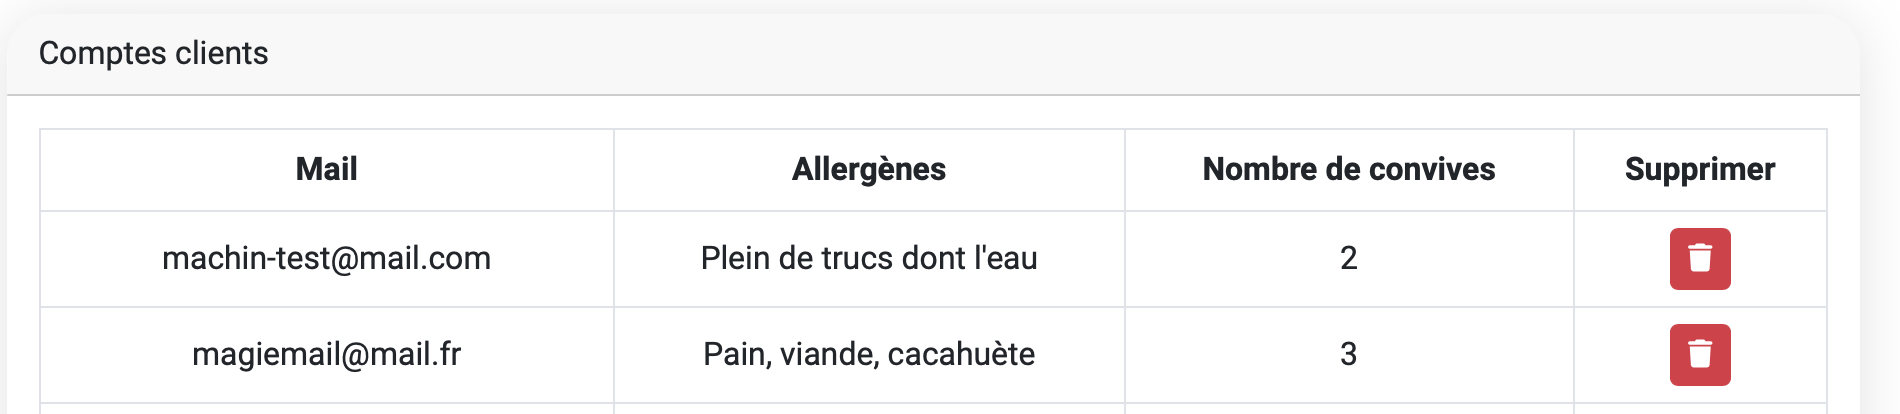 Comptes clients
Mail Allergènes Nombre de convives Supprimer
machin-test@mail.com Plein de trucs dont l'eau 2
magiemail@mail.fr Pain, viande, cacahuète 3